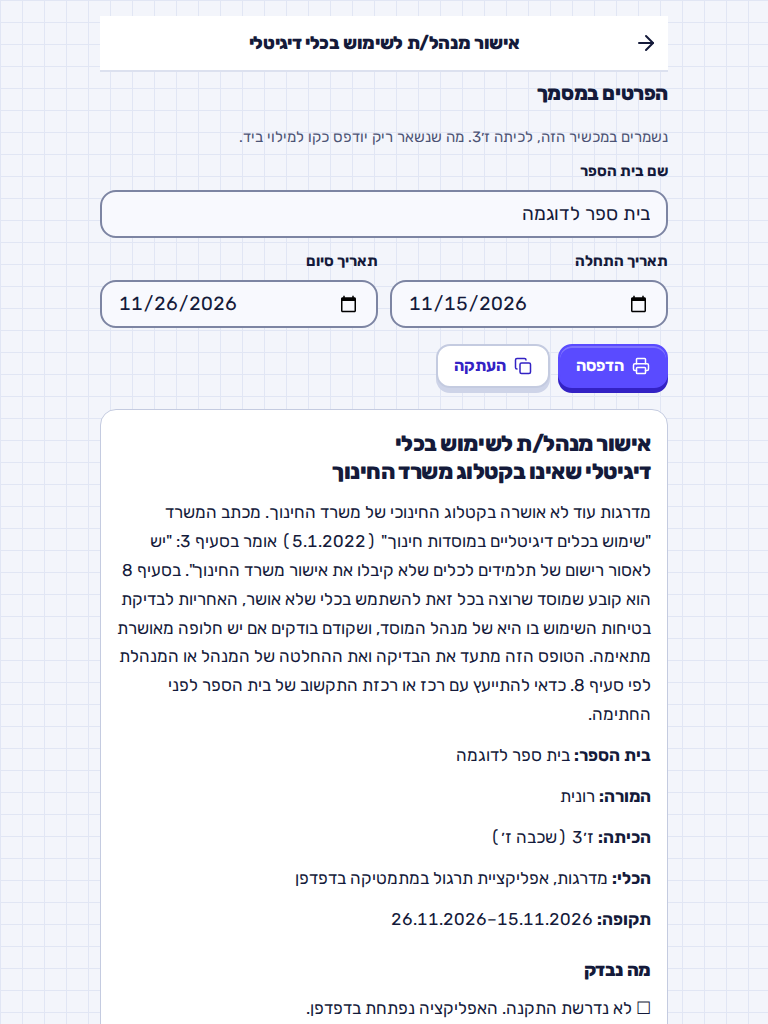 אישור מנהל/ת לשימוש בכלי דיגיטלי
הפרטים במסמך
נשמרים במכשיר הזה, לכיתה ז׳3. מה שנשאר ריק יודפס כקו למילוי ביד.
שם בית הספר
בית ספר לדוגמה
תאריך התחלה
תאריך סיום
11/15/2026
11/26/2026
הדפסה
העתקה
אישור מנהל/ת לשימוש בכלי
דיגיטלי שאינו בקטלוג משרד החינוך
מדרגות עוד לא אושרה בקטלוג החינוכי של משרד החינוך. מכתב המשרד
"שימוש בכלים דיגיטליים במוסדות חינוך" (5.1.2022) אומר בסעיף 3: "יש
לאסור רישום של תלמידים לכלים שלא קיבלו את אישור משרד החינוך". בסעיף 8
הוא קובע שמוסד שרוצה בכל זאת להשתמש בכלי שלא אושר, האחריות לבדיקת
בטיחות השימוש בו היא של מנהל המוסד, ושקודם בודקים אם יש חלופה מאושרת
מתאימה. הטופס הזה מתעד את הבדיקה ואת ההחלטה של המנהל או המנהלת
לפי סעיף 8. כדאי להתייעץ עם רכז או רכזת התקשוב של בית הספר לפני
החתימה.
בית הספר: בית ספר לדוגמה
המורה: רונית
הכיתה: ז׳3 (שכבה ז׳)
הכלי: מדרגות, אפליקציית תרגול במתמטיקה בדפדפן
תקופה: 15.11.2026–26.11.2026
מה נבדק
☐ לא נדרשת התקנה. האפליקציה נפתחת בדפדפן.